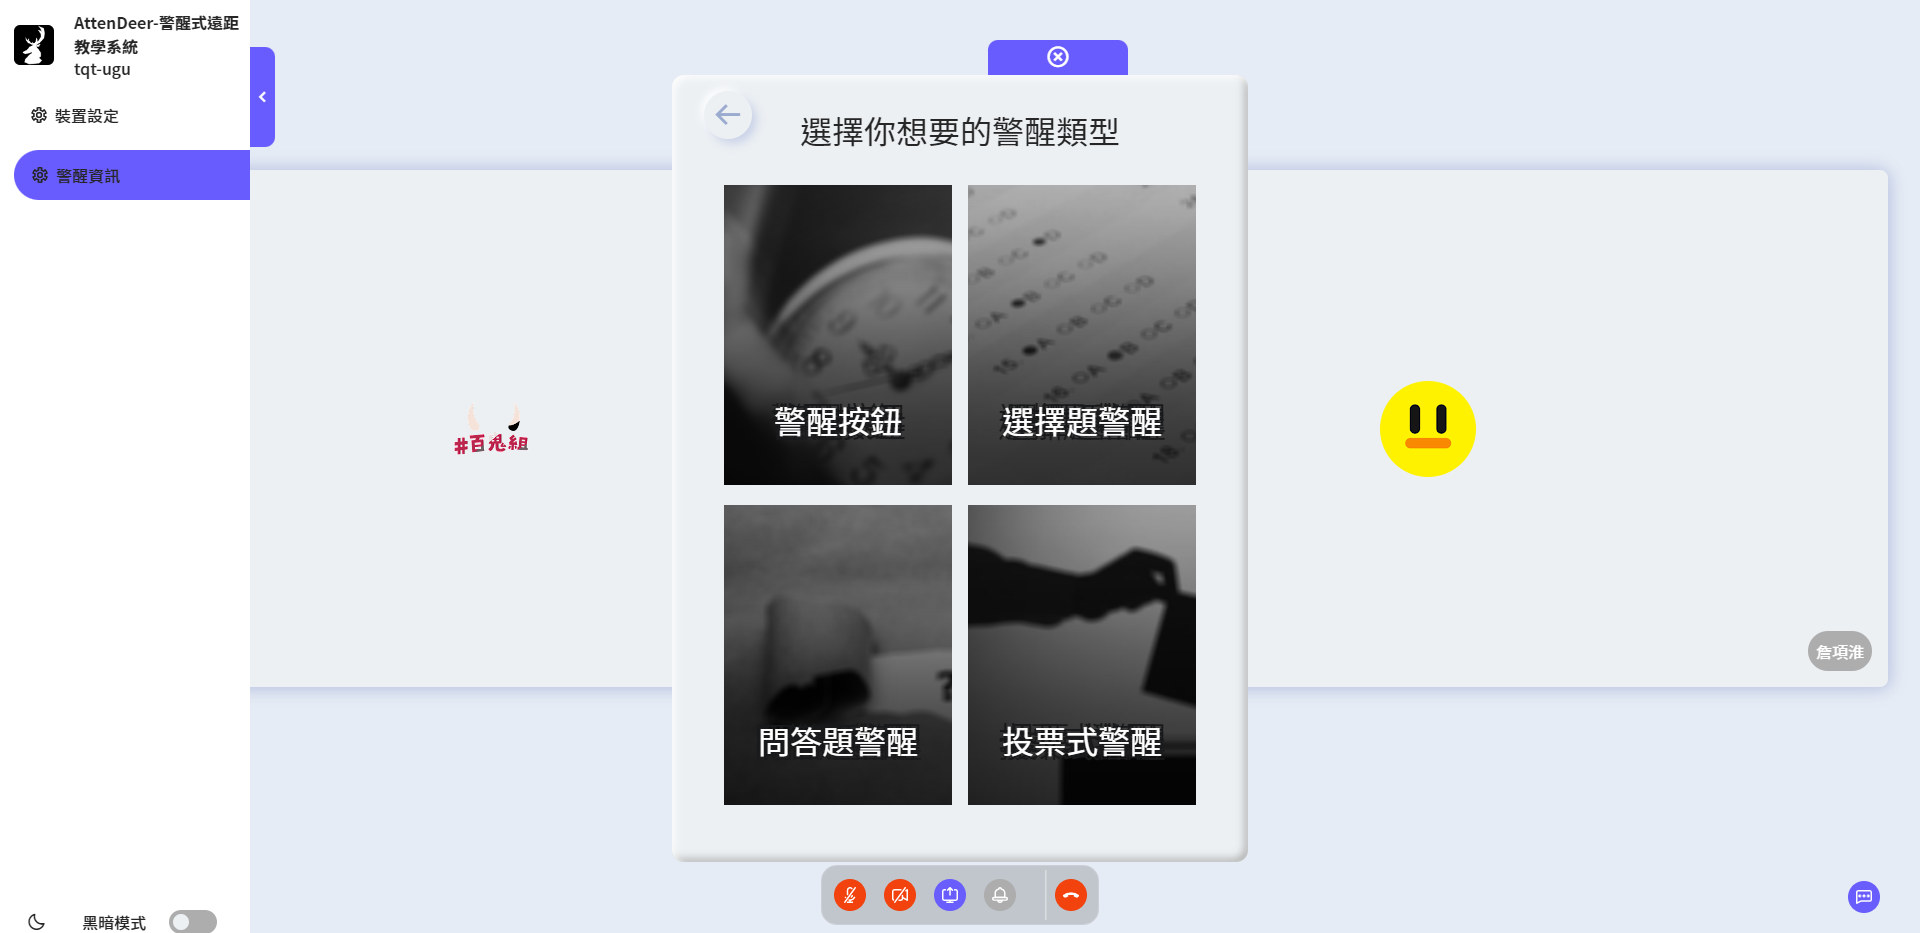 AttenDeer-警醒式遠距
教學系統
tqt-ugu
裝置設定
警醒資訊
選擇你想要的警醒類型
警醒按鈕
選擇題警醒
問答題警醒
投票式警醒
#百鬼組
詹項淮
黑暗模式